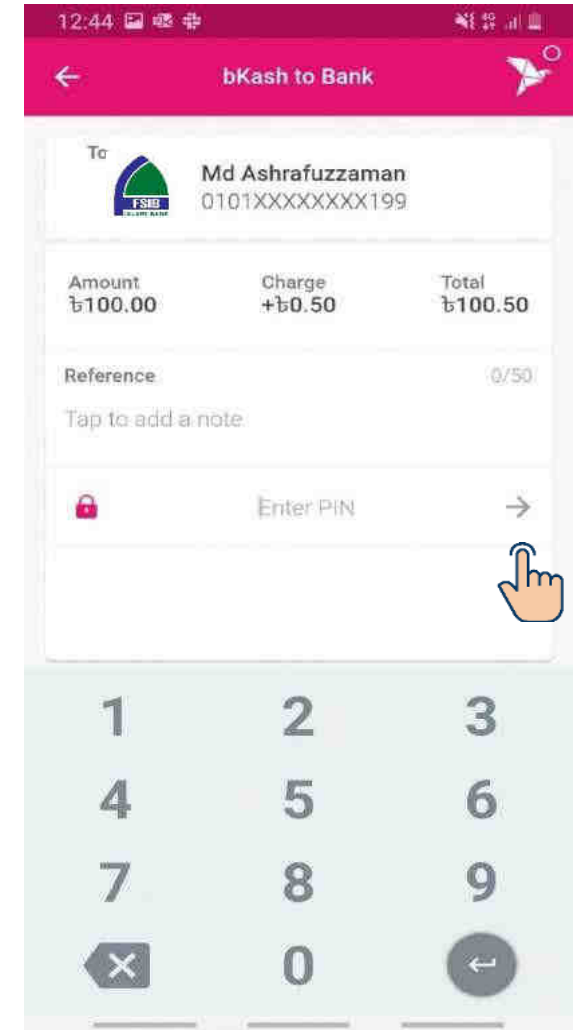 12:44
bKash to Bank
To
FSIB
ISLAMI BANK
Md Ashrafuzzaman
0101XXXXXXXX199
Amount Charge Total
৳100.00 +৳0.50 ৳100.50
Reference 0/50
Tap to add a note
Enter PIN
1 2 3
4 5 6
7 8 9
0